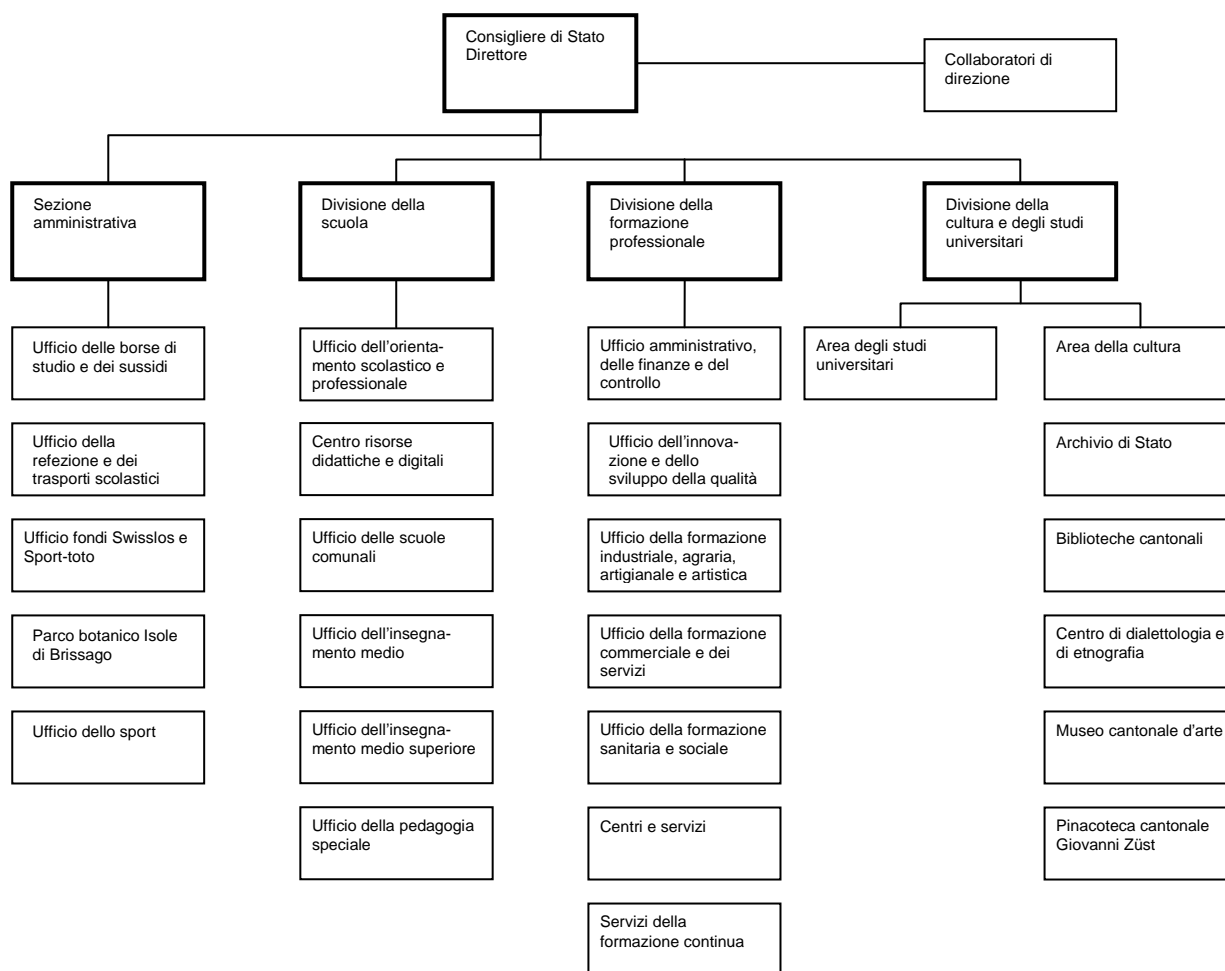 Consigliere di Stato
Direttore
Collaboratori di
direzione
Sezione
amministrativa
Divisione della
scuola
Divisione della
formazione
professionale
Divisione della
cultura e degli studi
universitari
Ufficio delle borse di
studio e dei sussidi
Ufficio della
refezione e dei
trasporti scolastici
Ufficio fondi Swisslos e
Sport-toto
Parco botanico Isole
di Brissago
Ufficio dello sport
Ufficio dell'orienta-
mento scolastico e
professionale
Centro risorse
didattiche e digitali
Ufficio delle scuole
comunali
Ufficio dell'insegna-
mento medio
Ufficio dell'insegna-
mento medio superiore
Ufficio della pedagogia
speciale
Ufficio amministrativo,
delle finanze e del
controllo
Ufficio dell'innova-
zione e dello
sviluppo della qualità
Ufficio della formazione
industriale, agraria,
artigianale e artistica
Ufficio della formazione
commerciale e dei
servizi
Ufficio della formazione
sanitaria e sociale
Centri e servizi
Servizi della
formazione continua
Area degli studi
universitari
Area della cultura
Archivio di Stato
Biblioteche cantonali
Centro di dialettologia e
di etnografia
Museo cantonale d'arte
Pinacoteca cantonale
Giovanni Züst